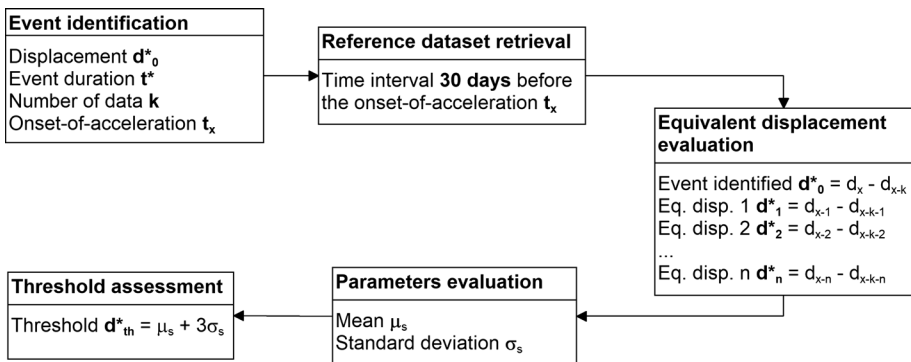 Event identification
Displacement d*₀
Event duration t*
Number of data k
Onset-of-acceleration tₓ
Reference dataset retrieval
Time interval 30 days before
the onset-of-acceleration tₓ
Equivalent displacement
evaluation
Event identified d*₀ = dₓ - dₓ₋ₖ
Eq. disp. 1 d*₁ = dₓ₋₁ - dₓ₋ₖ₋₁
Eq. disp. 2 d*₂ = dₓ₋₂ - dₓ₋ₖ₋₂
...
Eq. disp. n d*ₙ = dₓ₋ₙ - dₓ₋ₖ₋ₙ
Parameters evaluation
Mean μₛ
Standard deviation σₛ
Threshold assessment
Threshold d*ₜₕ = μₛ + 3σₛ